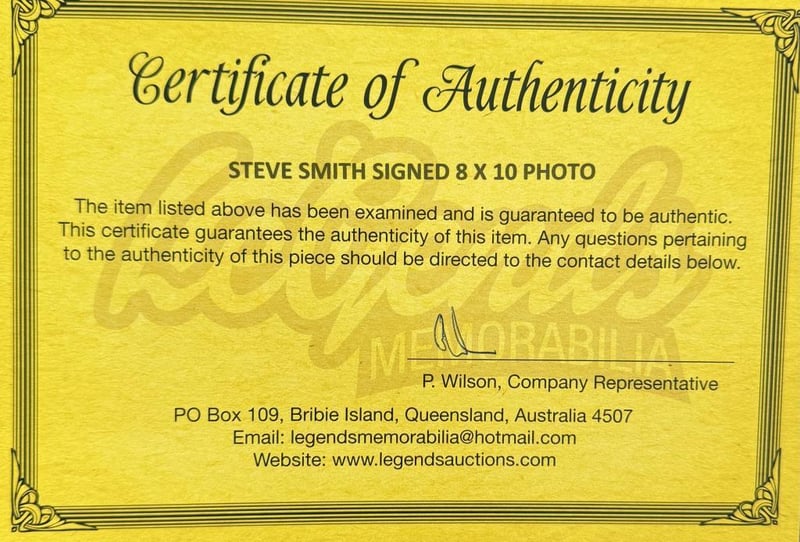 Certificate of Authenticity
STEVE SMITH SIGNED 8 X 10 PHOTO
The item listed above has been examined and is guaranteed to be authentic.
This certificate guarantees the authenticity of this item. Any questions pertaining
to the authenticity of this piece should be directed to the contact details below.
Legends
MEMORABILIA
P. Wilson, Company Representative
PO Box 109, Bribie Island, Queensland, Australia 4507
Email: legendsmemorabilia@hotmail.com
Website: www.legendsauctions.com